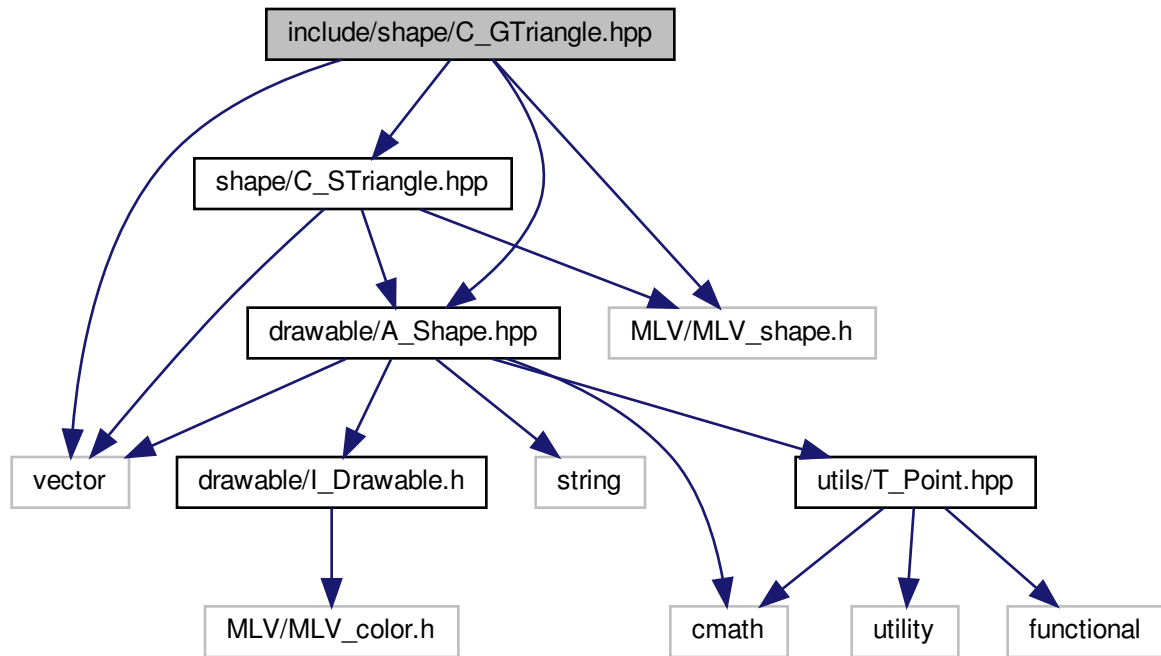 include/shape/C_GTriangle.hpp
shape/C_STriangle.hpp
drawable/A_Shape.hpp
MLV/MLV_shape.h
vector
drawable/I_Drawable.h
string
utils/T_Point.hpp
MLV/MLV_color.h
cmath
utility
functional